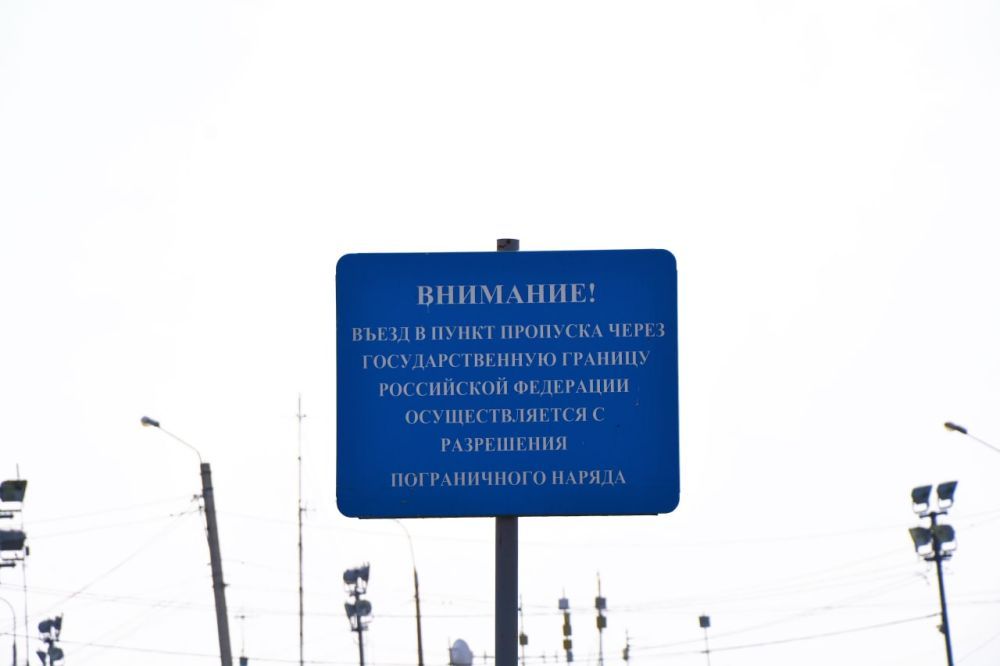 ВНИМАНИЕ!
ВЪЕЗД В ПУНКТ ПРОПУСКА ЧЕРЕЗ
ГОСУДАРСТВЕННУЮ ГРАНИЦУ
РОССИЙСКОЙ ФЕДЕРАЦИИ
ОСУЩЕСТВЛЯЕТСЯ С
РАЗРЕШЕНИЯ
ПОГРАНИЧНОГО НАРЯДА